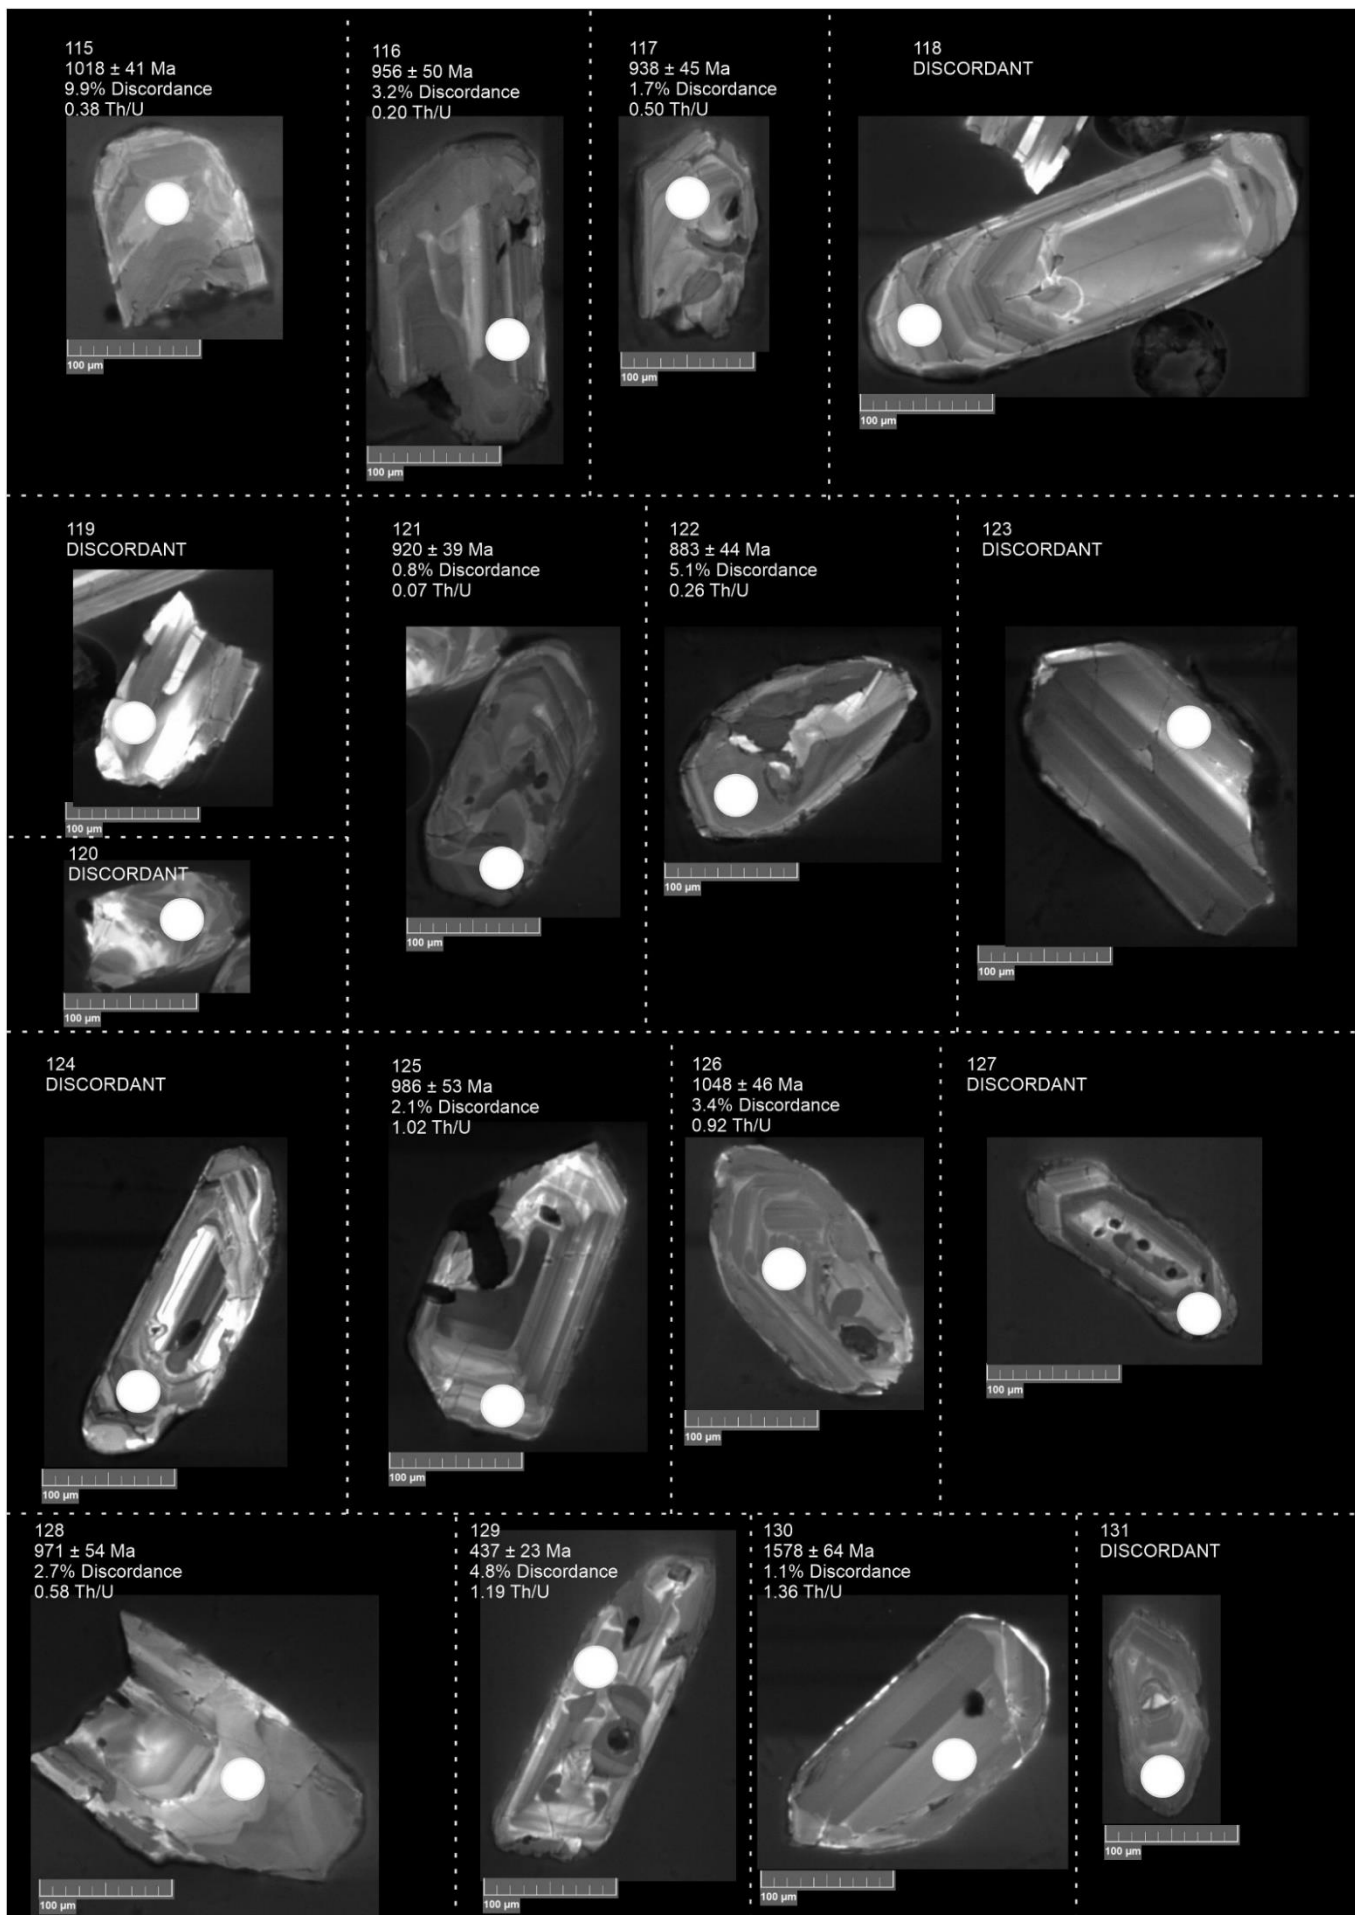 115
1018 ± 41 Ma
9.9% Discordance
0.38 Th/U
100 µm
116
956 ± 50 Ma
3.2% Discordance
0.20 Th/U
100 µm
117
938 ± 45 Ma
1.7% Discordance
0.50 Th/U
100 µm
118
DISCORDANT
100 µm
119
DISCORDANT
100 µm
120
DISCORDANT
100 µm
121
920 ± 39 Ma
0.8% Discordance
0.07 Th/U
100 µm
122
883 ± 44 Ma
5.1% Discordance
0.26 Th/U
100 µm
123
DISCORDANT
100 µm
124
DISCORDANT
100 µm
125
986 ± 53 Ma
2.1% Discordance
1.02 Th/U
100 µm
126
1048 ± 46 Ma
3.4% Discordance
0.92 Th/U
100 µm
127
DISCORDANT
100 µm
128
971 ± 54 Ma
2.7% Discordance
0.58 Th/U
100 µm
129
437 ± 23 Ma
4.8% Discordance
1.19 Th/U
100 µm
130
1578 ± 64 Ma
1.1% Discordance
1.36 Th/U
100 µm
131
DISCORDANT
100 µm